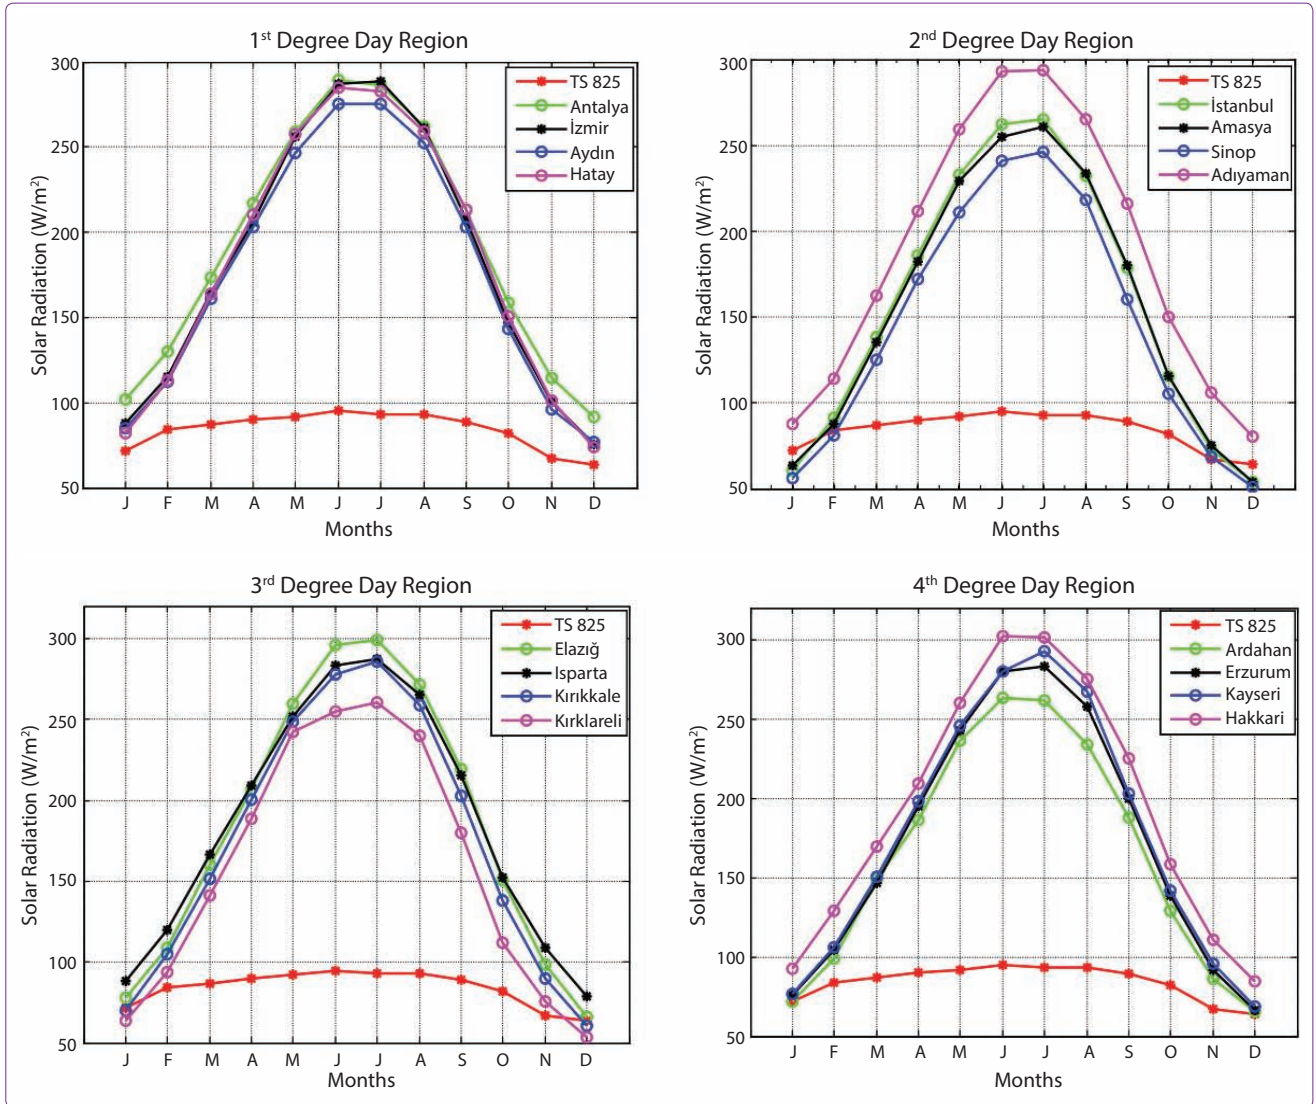 1st Degree Day Region
300
250
200
150
100
50
Solar Radiation (W/m²)
J F M A M J J A S O N D
Months
TS 825
Antalya
İzmir
Aydın
Hatay
2nd Degree Day Region
300
250
200
150
100
50
Solar Radiation (W/m²)
J F M A M J J A S O N D
Months
TS 825
İstanbul
Amasya
Sinop
Adıyaman
3rd Degree Day Region
300
250
200
150
100
50
Solar Radiation (W/m²)
J F M A M J J A S O N D
Months
TS 825
Elazığ
Isparta
Kırıkkale
Kırklareli
4th Degree Day Region
300
250
200
150
100
50
Solar Radiation (W/m²)
J F M A M J J A S O N D
Months
TS 825
Ardahan
Erzurum
Kayseri
Hakkari